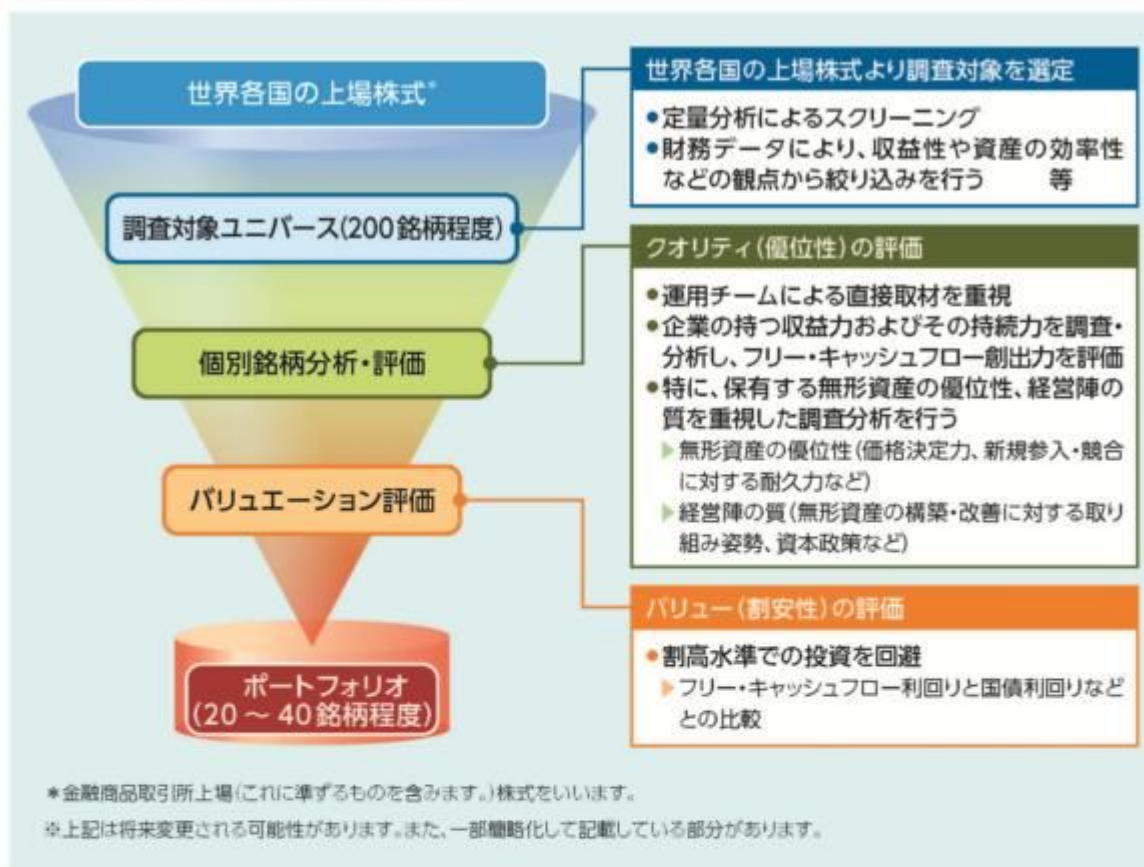 世界各国の上場株式*
調査対象ユニバース(200銘柄程度)
個別銘柄分析・評価
バリュエーション評価
ポートフォリオ
(20～40銘柄程度)
世界各国の上場株式より調査対象を選定
●定量分析によるスクリーニング
●財務データにより、収益性や資産の効率性
などの観点から絞り込みを行う 等
クオリティ(優位性)の評価
●運用チームによる直接取材を重視
●企業の持つ収益力およびその持続力を調査・
分析し、フリー・キャッシュフロー創出力を評価
●特に、保有する無形資産の優位性、経営陣の
質を重視した調査分析を行う
▶無形資産の優位性(価格決定力、新規参入・競合
に対する耐久力など)
▶経営陣の質(無形資産の構築・改善に対する取り
組み姿勢、資本政策など)
バリュー(割安性)の評価
●割高水準での投資を回避
▶フリー・キャッシュフロー利回りと国債利回りなど
との比較
*金融商品取引所上場(これに準ずるものを含みます。)株式をいいます。
※上記は将来変更される可能性があります。また、一部簡略化して記載している部分があります。